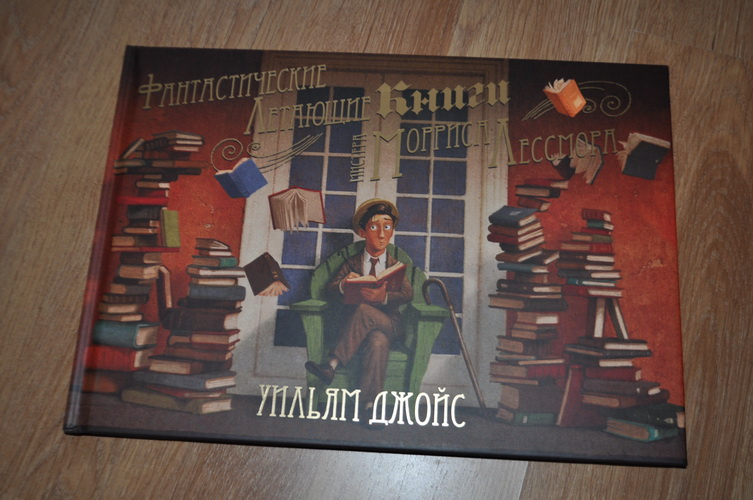 Фантастические
Летающие Книги
мистера Морриса Лессмора
Уильям Джойс